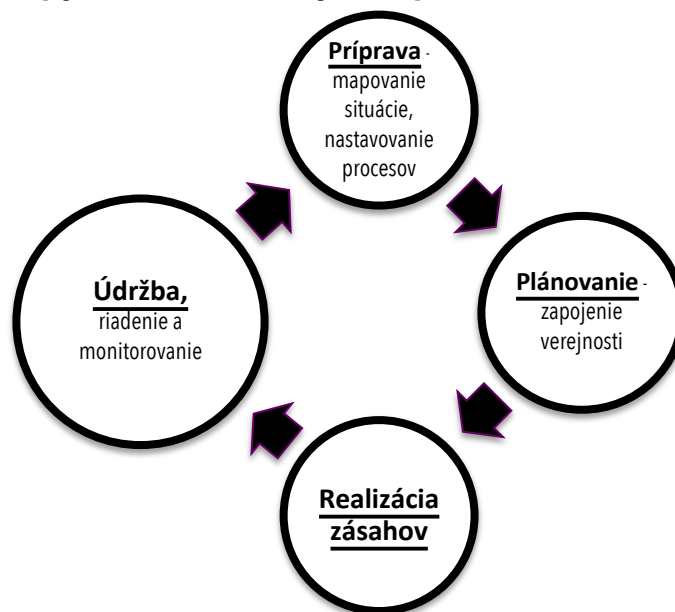 Príprava -
mapovanie
situácie,
nastavovanie
procesov
Plánovanie -
zapojenie
verejnosti
Realizácia
zásahov
Údržba,
riadenie a
monitorovanie